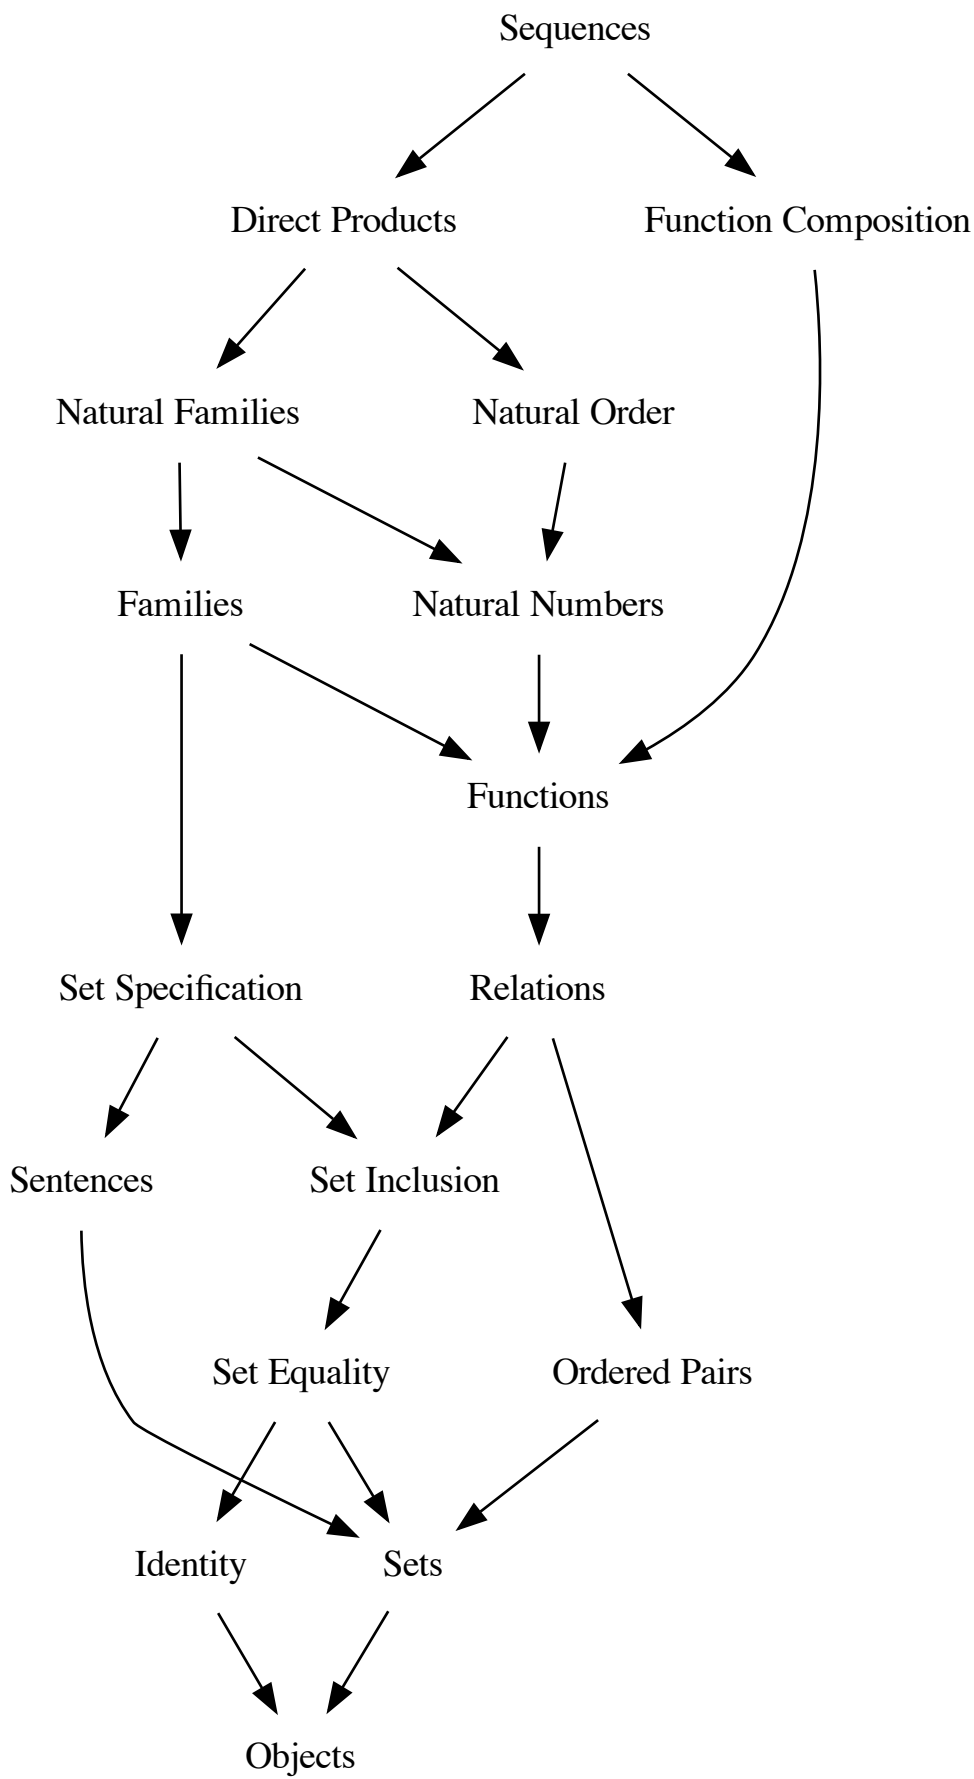 Sequences
Direct Products
Function Composition
Natural Families
Natural Order
Families
Natural Numbers
Functions
Set Specification
Relations
Sentences
Set Inclusion
Set Equality
Ordered Pairs
Identity
Sets
Objects